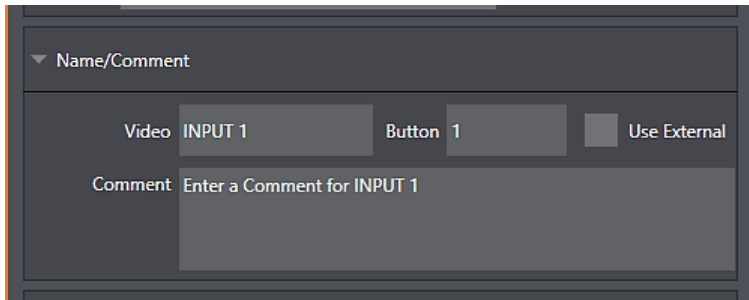 Name/Comment
Video INPUT 1 Button 1 Use External
Comment Enter a Comment for INPUT 1